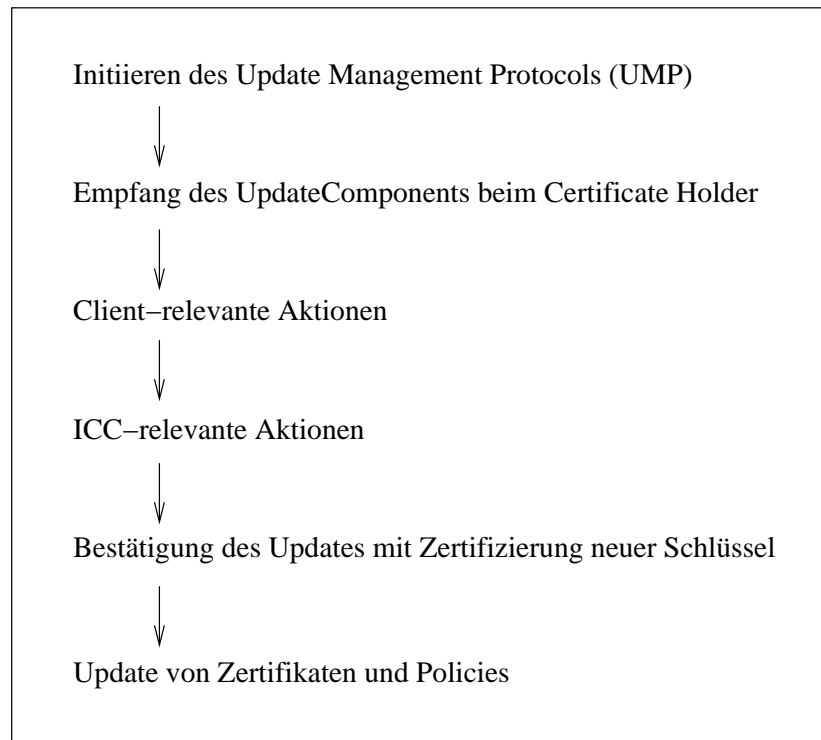 Initiieren des Update Management Protocols (UMP)
Empfang des UpdateComponents beim Certificate Holder
Client−relevante Aktionen
ICC−relevante Aktionen
Bestätigung des Updates mit Zertifizierung neuer Schlüssel
Update von Zertifikaten und Policies